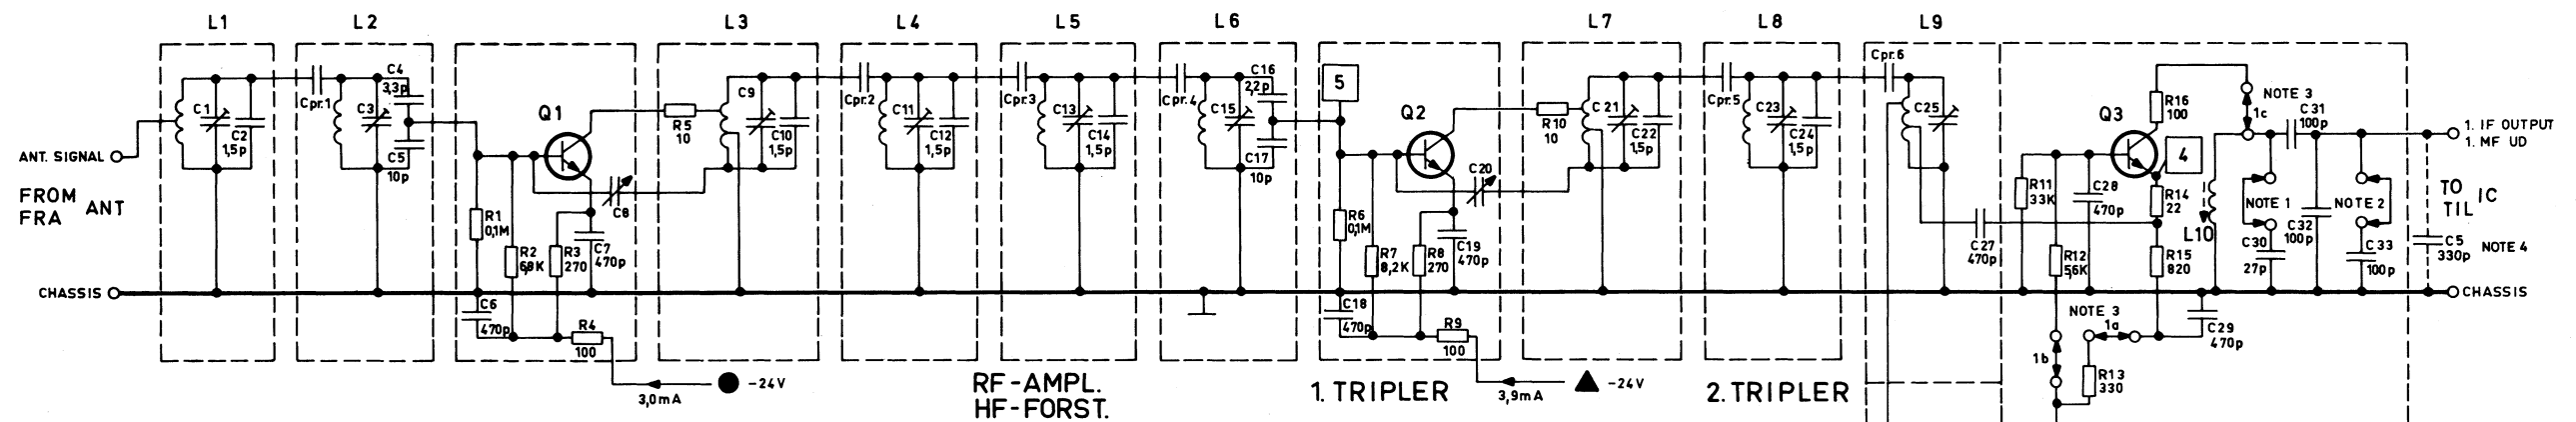 L1 L2 L3 L4 L5 L6 L7 L8 L9
ANT. SIGNAL
FROM
FRA
ANT
CHASSIS
C1
C2
1,5p
Cpr.1
C3
C4
3,3p
C5
10p
Q1
R1
0,1M
R2
R3
270
C6
470p
C7
470p
C8
R4
100
3,0mA
-24V
R5
10
C9
C10
1,5p
Cpr.2
C11
C12
1,5p
Cpr.3
C13
C14
1,5p
Cpr.4
C15
C16
2,2p
C17
10p
RF-AMPL.
HF-FORST.
5
Q2
R6
0,1M
R7
8,2K
R8
270
C18
470p
C19
470p
C20
R9
100
3,9mA
-24V
1. TRIPLER
R10
10
C21
C22
1,5p
Cpr.5
C23
C24
1,5p
2. TRIPLER
Cpr.6
C25
C27
470p
Q3
4
R11
33K
R12
5,6K
C28
470p
R14
22
R15
820
R16
100
NOTE 3
1c
C31
100p
L10
NOTE 1
C30
27p
C32
100p
NOTE 2
C33
100p
C29
470p
NOTE 3
1a
1b
R13
330
1. IF OUTPUT
1. MF UD
TO
TIL
IC
C5
330p
NOTE 4
CHASSIS